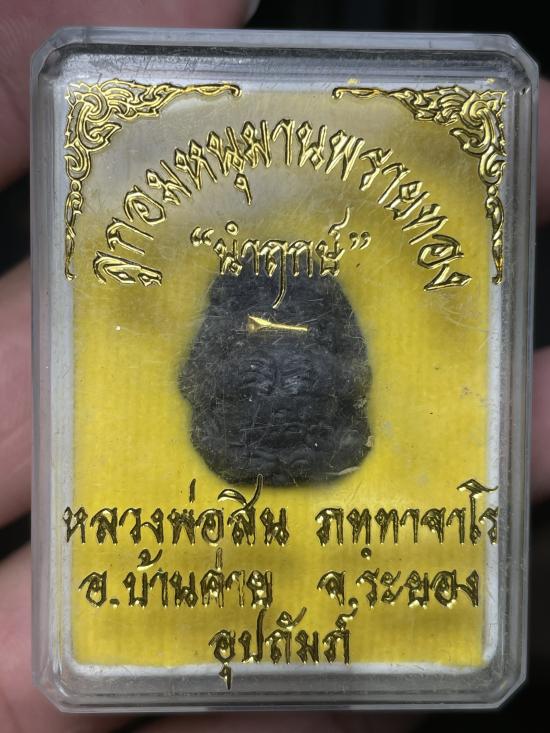 ลูกอมหนุมานพรายทอง
“นำฤกษ์”
หลวงพ่อสิน ภทฺทาจาโร
อ.บ้านค่าย จ.ระยอง
อุปถัมภ์